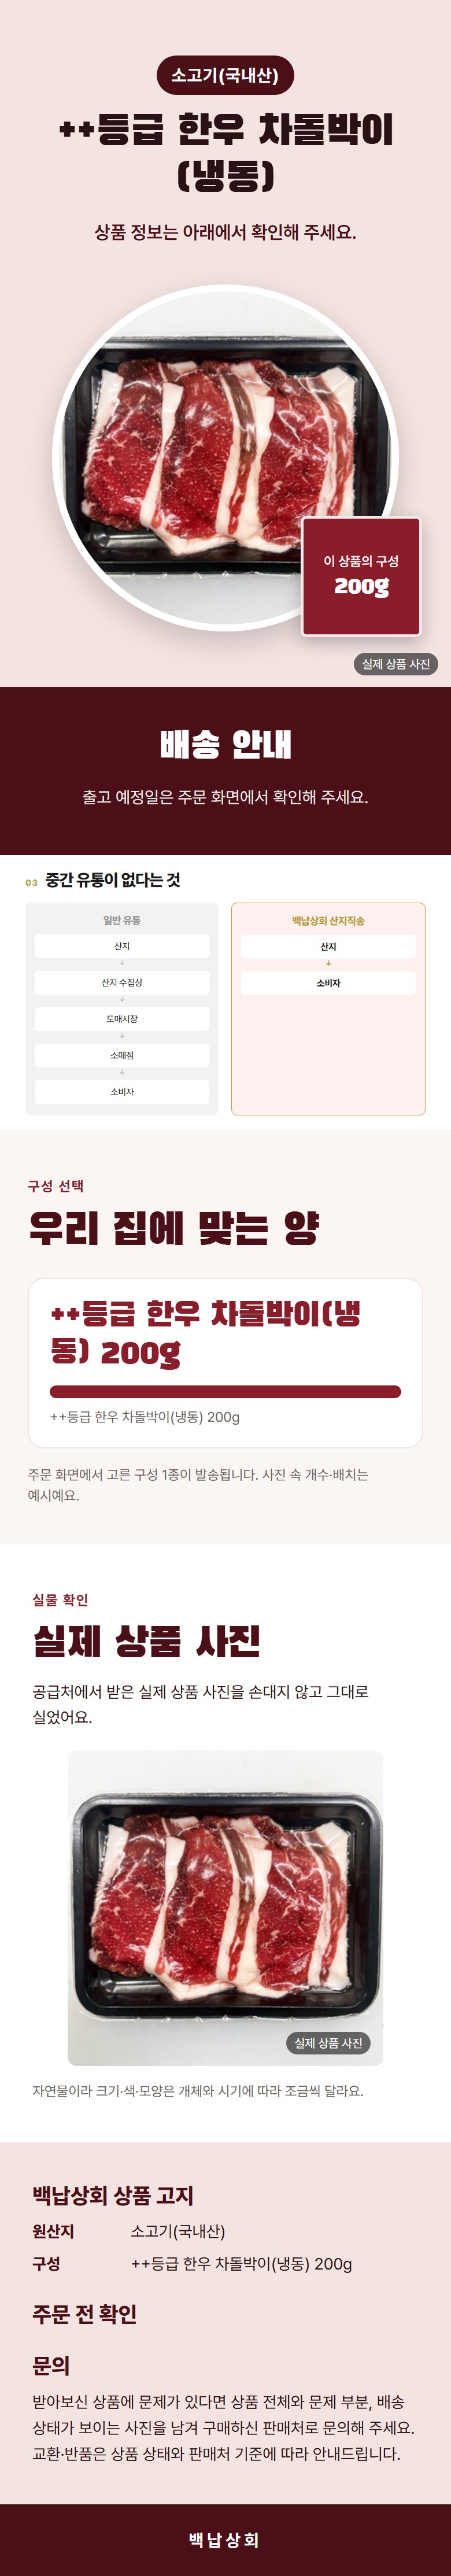 소고기(국내산)
++등급 한우 차돌박이
(냉동)
상품 정보는 아래에서 확인해 주세요.
이 상품의 구성
200g
실제 상품 사진
배송 안내
출고 예정일은 주문 화면에서 확인해 주세요.
03 중간 유통이 없다는 것
일반 유통
산지
↓
산지 수집상
↓
도매시장
↓
소매점
↓
소비자
백납상회 산지직송
산지
↓
소비자
구성 선택
우리 집에 맞는 양
++등급 한우 차돌박이(냉
동) 200g
++등급 한우 차돌박이(냉동) 200g
주문 화면에서 고른 구성 1종이 발송됩니다. 사진 속 개수·배치는
예시예요.
실물 확인
실제 상품 사진
공급처에서 받은 실제 상품 사진을 손대지 않고 그대로
실었어요.
실제 상품 사진
자연물이라 크기·색·모양은 개체와 시기에 따라 조금씩 달라요.
백납상회 상품 고지
원산지 소고기(국내산)
구성 ++등급 한우 차돌박이(냉동) 200g
주문 전 확인
문의
받아보신 상품에 문제가 있다면 상품 전체와 문제 부분, 배송
상태가 보이는 사진을 남겨 구매하신 판매처로 문의해 주세요.
교환·반품은 상품 상태와 판매처 기준에 따라 안내드립니다.
백납상회